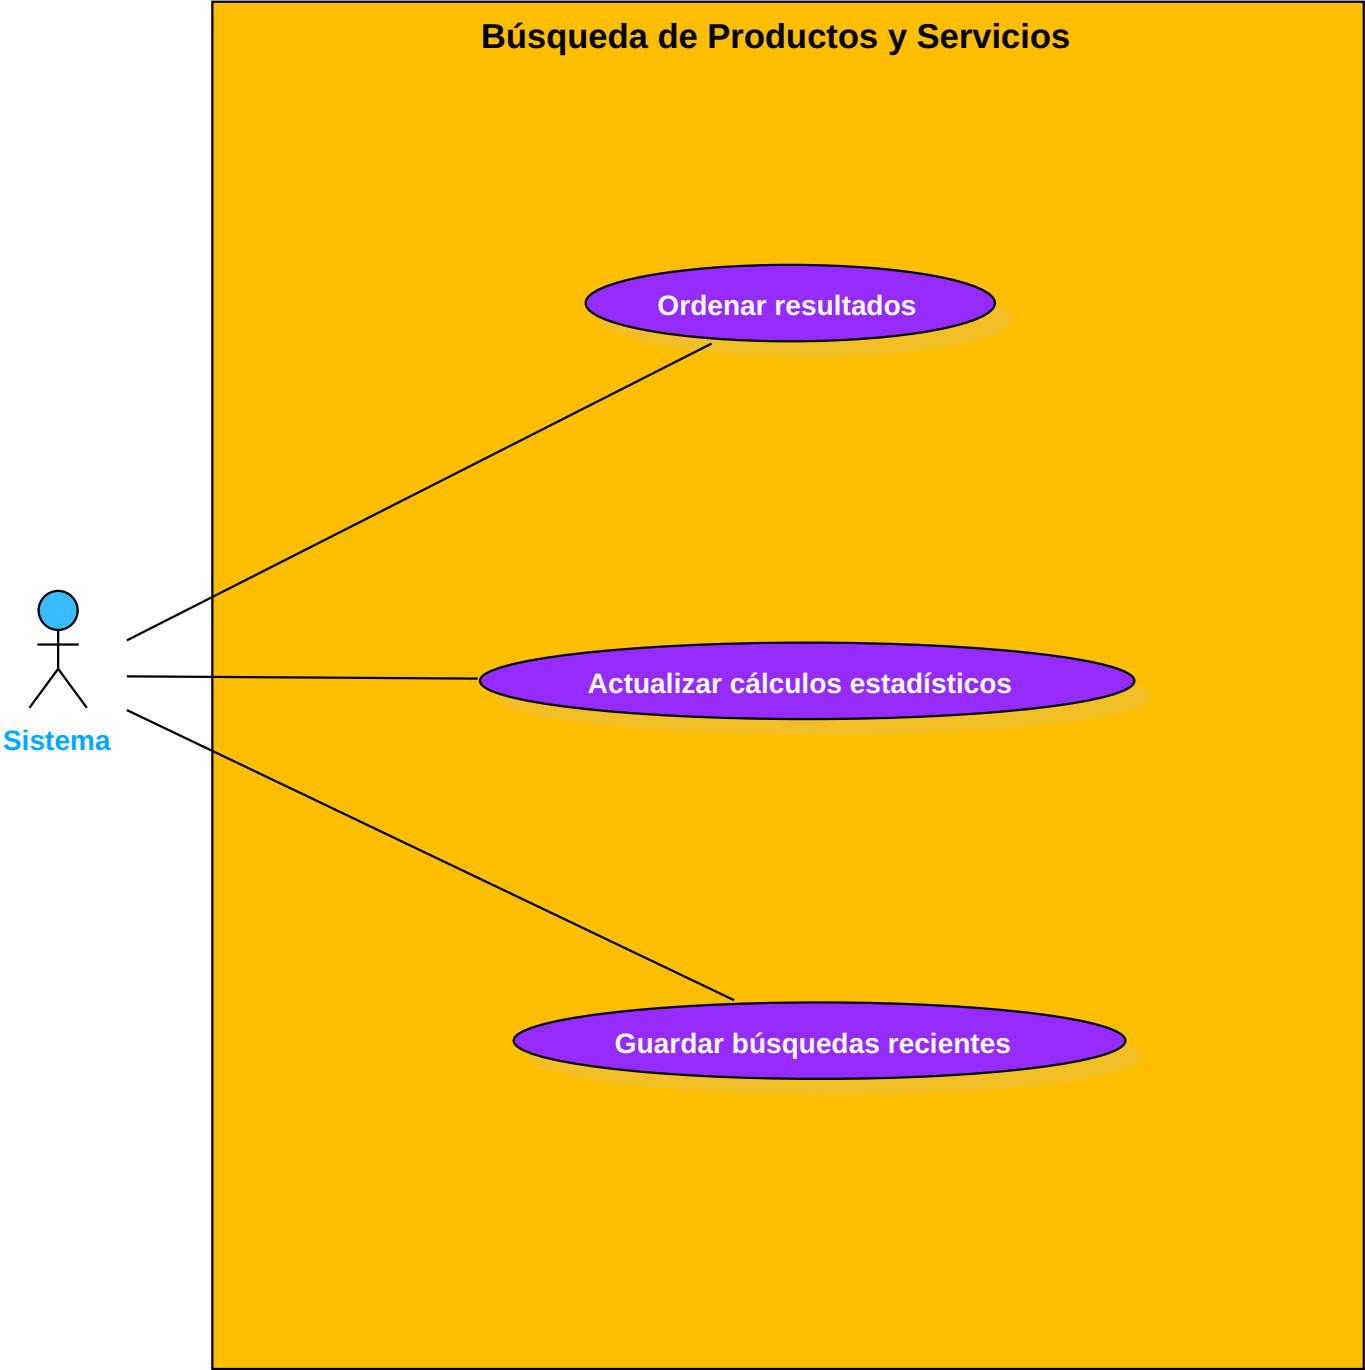 Búsqueda de Productos y Servicios
Ordenar resultados
Actualizar cálculos estadísticos
Sistema
Guardar búsquedas recientes